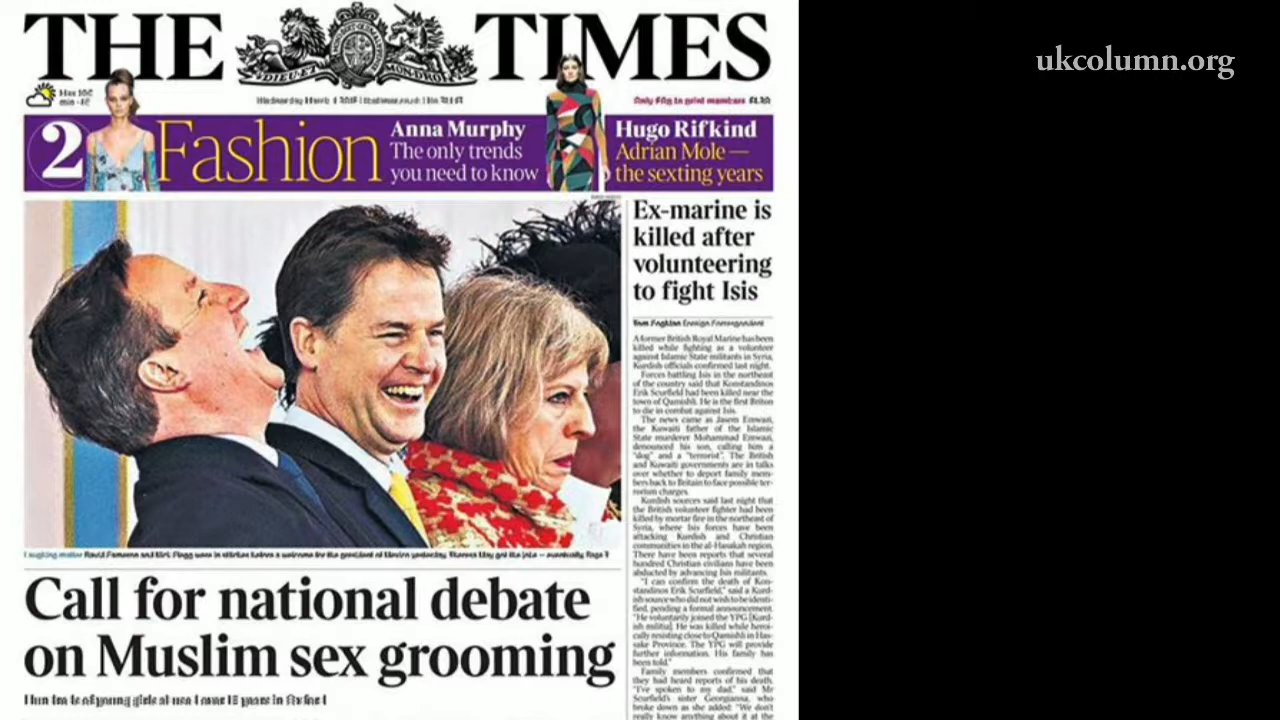 THE TIMES
DIEU ET MON DROIT
ukcolumn.org
2
Fashion
Anna Murphy
The only trends
you need to know
Hugo Rifkind
Adrian Mole —
the sexting years
Ex-marine is
killed after
volunteering
to fight Isis
A former British Royal Marine has been
killed while fighting as a volunteer
against Islamic State militants in Syria,
Kurdish officials confirmed last night.
Forces battling Isis in the northeast
of the country said that Konstandinos
Erik Scurfield had been killed near the
town of Qamishli. He is the first Briton
to die in combat against Isis.
The news came as Jasem Emwazi,
the Kuwaiti father of the Islamic
State murderer Mohammed Emwazi,
denounced his son, calling him a
"dog" and a "terrorist". The British
and Kuwaiti governments are in talks
over whether to deport family mem-
bers back to Britain to face possible ter-
rorism charges.
Kurdish sources said last night that
the British volunteer fighter had been
killed by mortar fire in the northeast of
Syria, where Isis forces have been
attacking Kurdish and Christian
communities in the al-Hasakah region.
There have been reports that several
hundred Christian civilians have been
abducted by advancing Isis militants.
"I can confirm the death of Kon-
standinos Erik Scurfield," said a Kurd-
ish source who did not wish to be identi-
fied, pending a formal announcement.
"He voluntarily joined the YPG [Kurd-
ish militia]. He was killed while heroi-
cally resisting close to Qamishli in Has-
sake Province. The YPG will provide
further information. His family has
been told."
Family members confirmed that
they had heard reports of his death.
"I've spoken to my dad," said Mr
Scurfield's sister Georgianna, who
broke down as she added: "We don't
really know anything about it at the
Call for national debate
on Muslim sex grooming